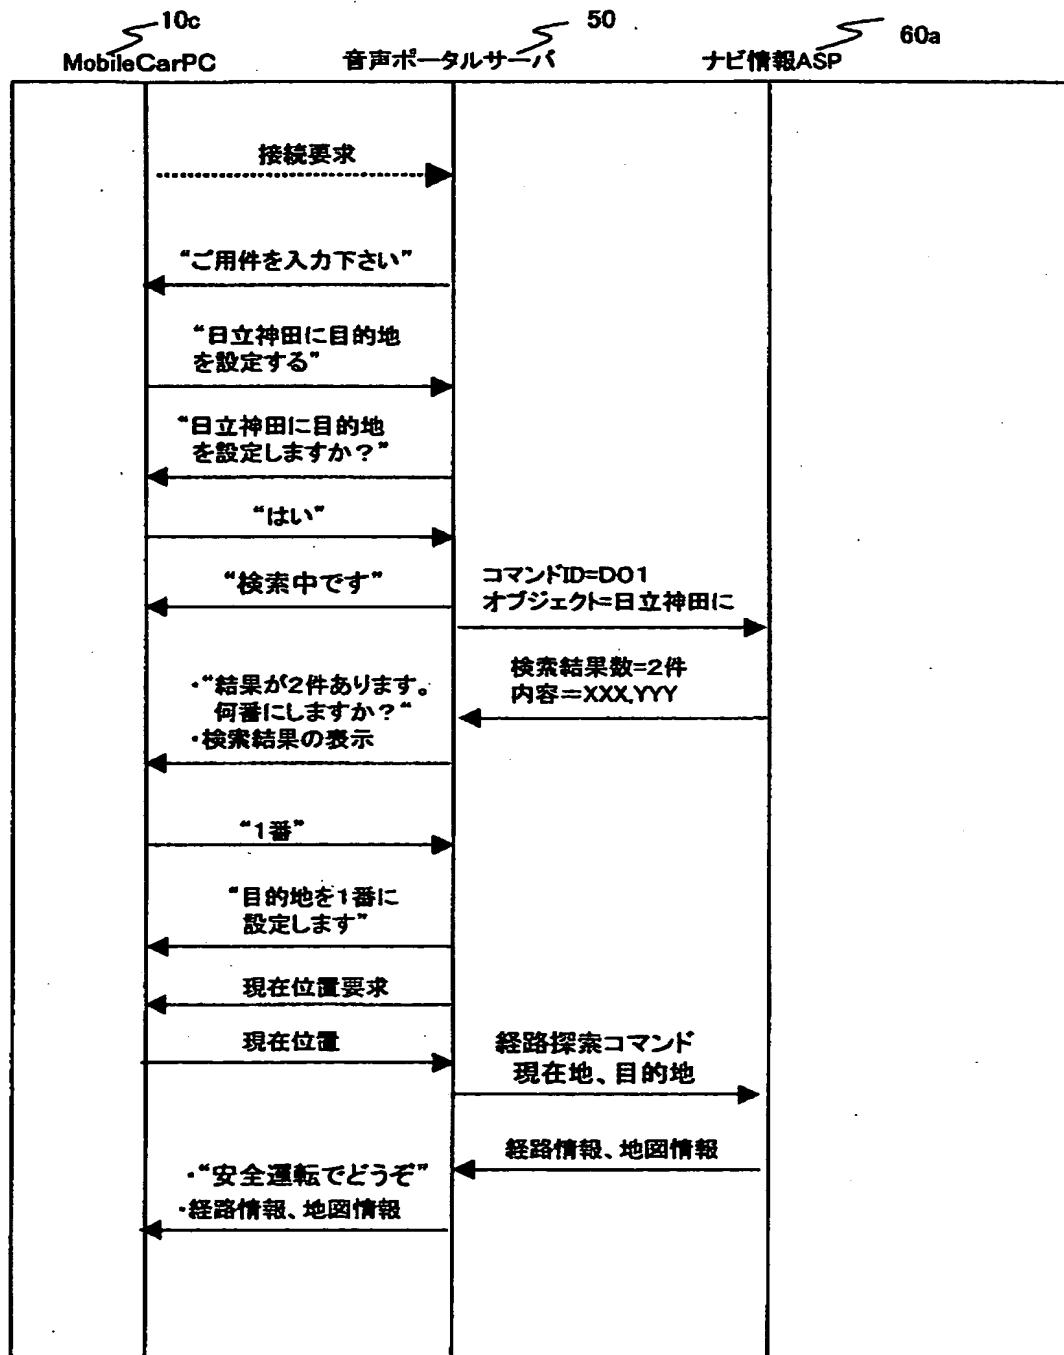 10c
50
60a
MobileCarPC
音声ポータルサーバ
ナビ情報ASP
接続要求
“ご用件を入力下さい”
“日立神田に目的地
を設定する”
“日立神田に目的地
を設定しますか？”
“はい”
“検索中です”
コマンドID=D01
オブジェクト=日立神田に
検索結果数=2件
内容＝XXX,YYY
・“結果が2件あります。
何番にしますか？“
・検索結果の表示
“1番”
“目的地を1番に
設定します”
現在位置要求
現在位置
経路探索コマンド
現在地、目的地
経路情報、地図情報
・“安全運転でどうぞ”
・経路情報、地図情報